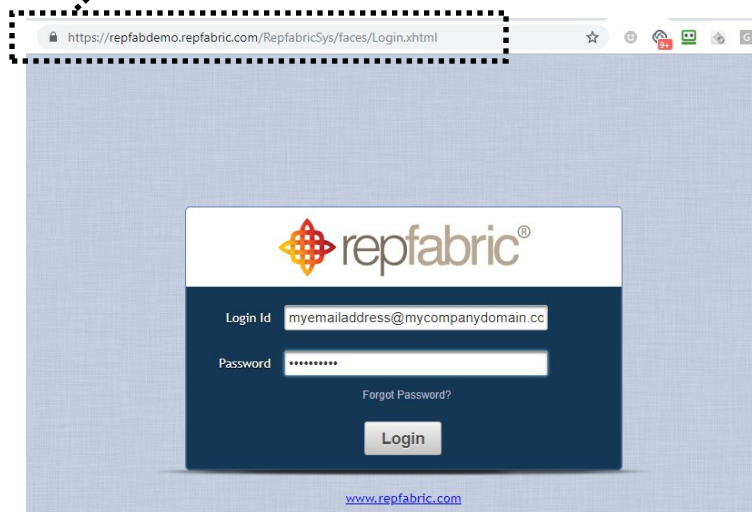 https://repfabdemo.repfabric.com/RepfabricSys/faces/Login.xhtml
9+
G
repfabric®
Login Id myemailaddress@mycompanydomain.cc
Password ••••••••••
Forgot Password?
Login
www.repfabric.com